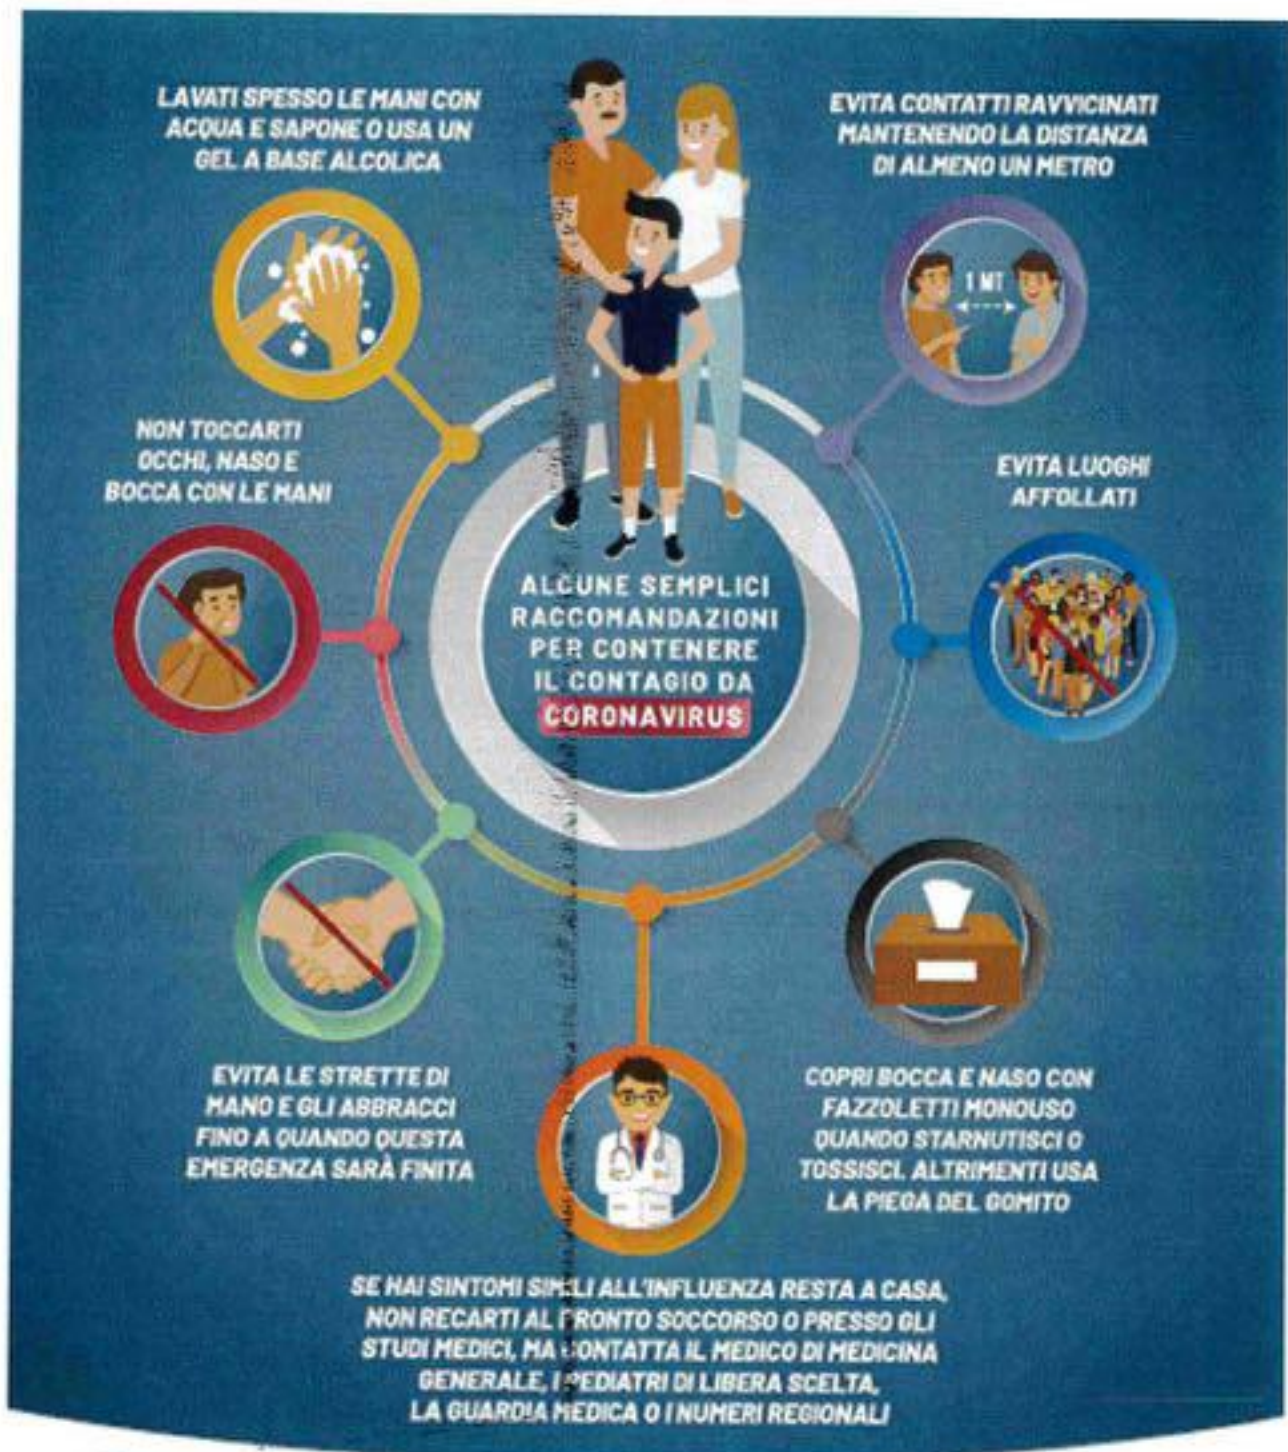 LAVATI SPESSO LE MANI CON
ACQUA E SAPONE O USA UN
GEL A BASE ALCOLICA
EVITA CONTATTI RAVVICINATI
MANTENENDO LA DISTANZA
DI ALMENO UN METRO
1 MT
NON TOCCARTI
OCCHI, NASO E
BOCCA CON LE MANI
EVITA LUOGHI
AFFOLLATI
ALCUNE SEMPLICI
RACCOMANDAZIONI
PER CONTENERE
IL CONTAGIO DA
CORONAVIRUS
EVITA LE STRETTE DI
MANO E GLI ABBRACCI
FINO A QUANDO QUESTA
EMERGENZA SARÀ FINITA
COPRI BOCCA E NASO CON
FAZZOLETTI MONOUSO
QUANDO STARNUTISCI O
TOSSISCI. ALTRIMENTI USA
LA PIEGA DEL GOMITO
SE HAI SINTOMI SIMILI ALL'INFLUENZA RESTA A CASA,
NON RECARTI AL PRONTO SOCCORSO O PRESSO GLI
STUDI MEDICI, MA CONTATTA IL MEDICO DI MEDICINA
GENERALE, I PEDIATRI DI LIBERA SCELTA,
LA GUARDIA MEDICA O I NUMERI REGIONALI